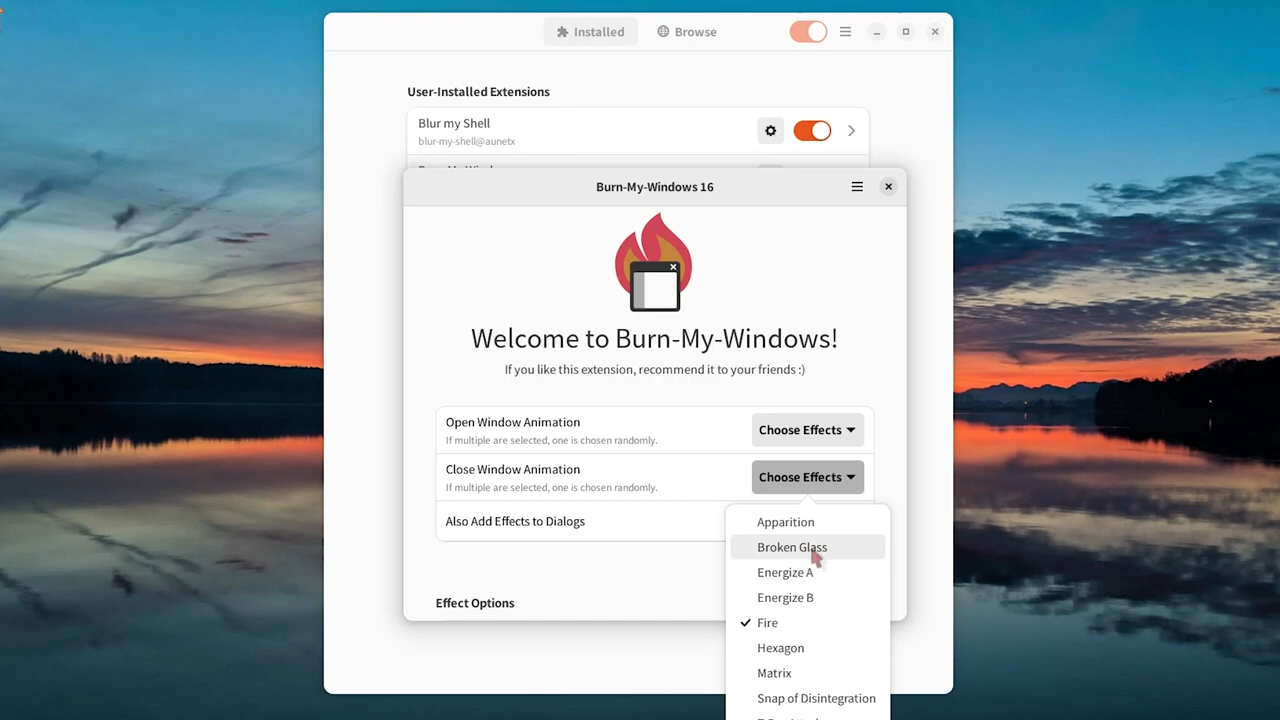 Installed
Browse
User-Installed Extensions
Blur my Shell
blur-my-shell@aunetx
Burn-My-Windows 16
Welcome to Burn-My-Windows!
If you like this extension, recommend it to your friends :)
Open Window Animation
If multiple are selected, one is chosen randomly.
Choose Effects
Close Window Animation
If multiple are selected, one is chosen randomly.
Choose Effects
Also Add Effects to Dialogs
Apparition
Broken Glass
Energize A
Energize B
Fire
Hexagon
Matrix
Snap of Disintegration
Effect Options